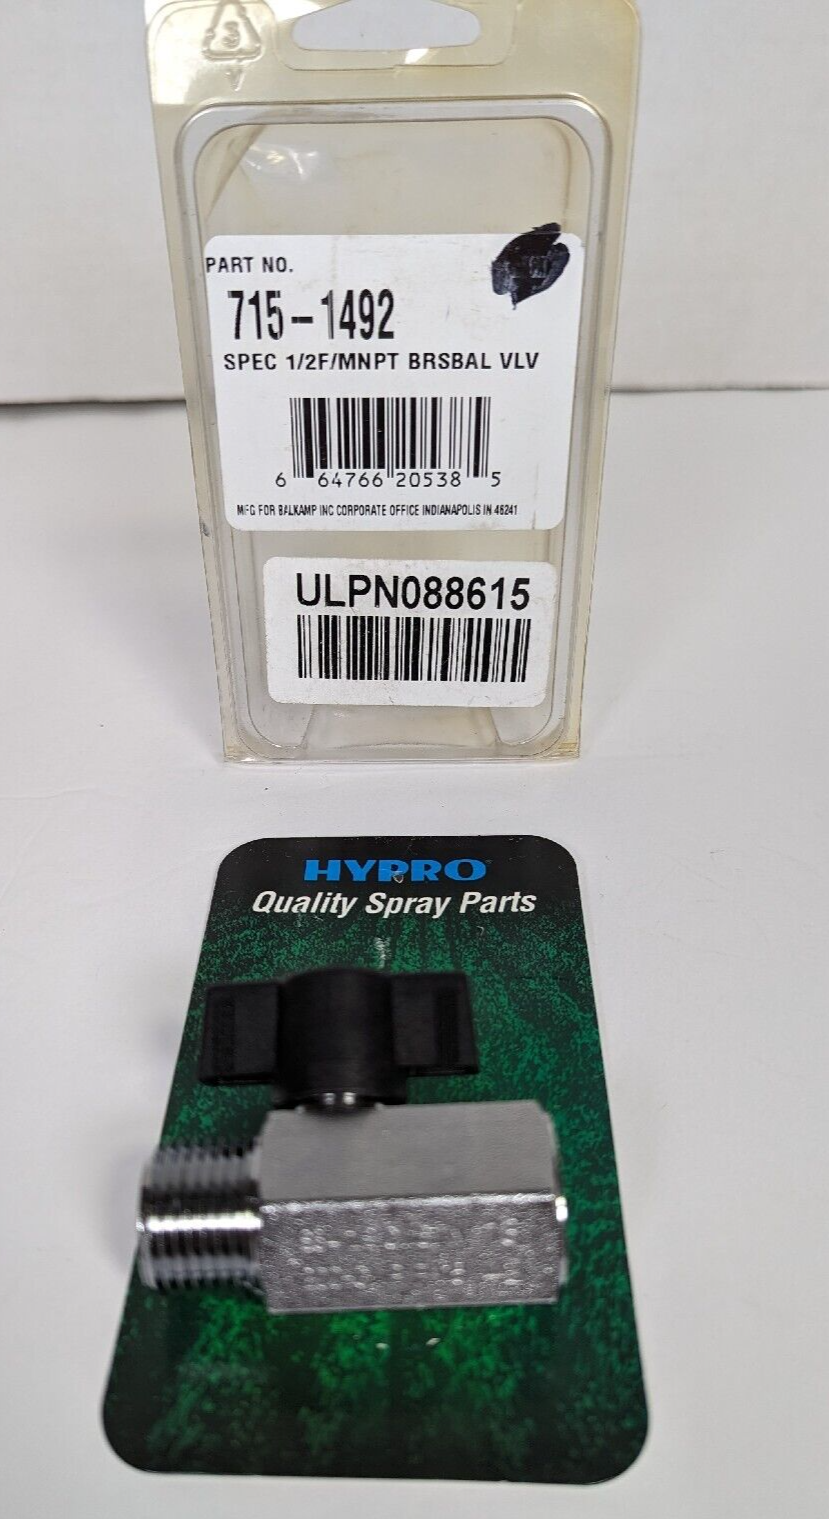 3
V
PART NO.
715-1492
SPEC 1/2F/MNPT BRSBAL VLV
6 64766 20538 5
MFG FOR BALKAMP INC CORPORATE OFFICE INDIANAPOLIS IN 46241
ULPN088615
HYPRO
Quality Spray Parts